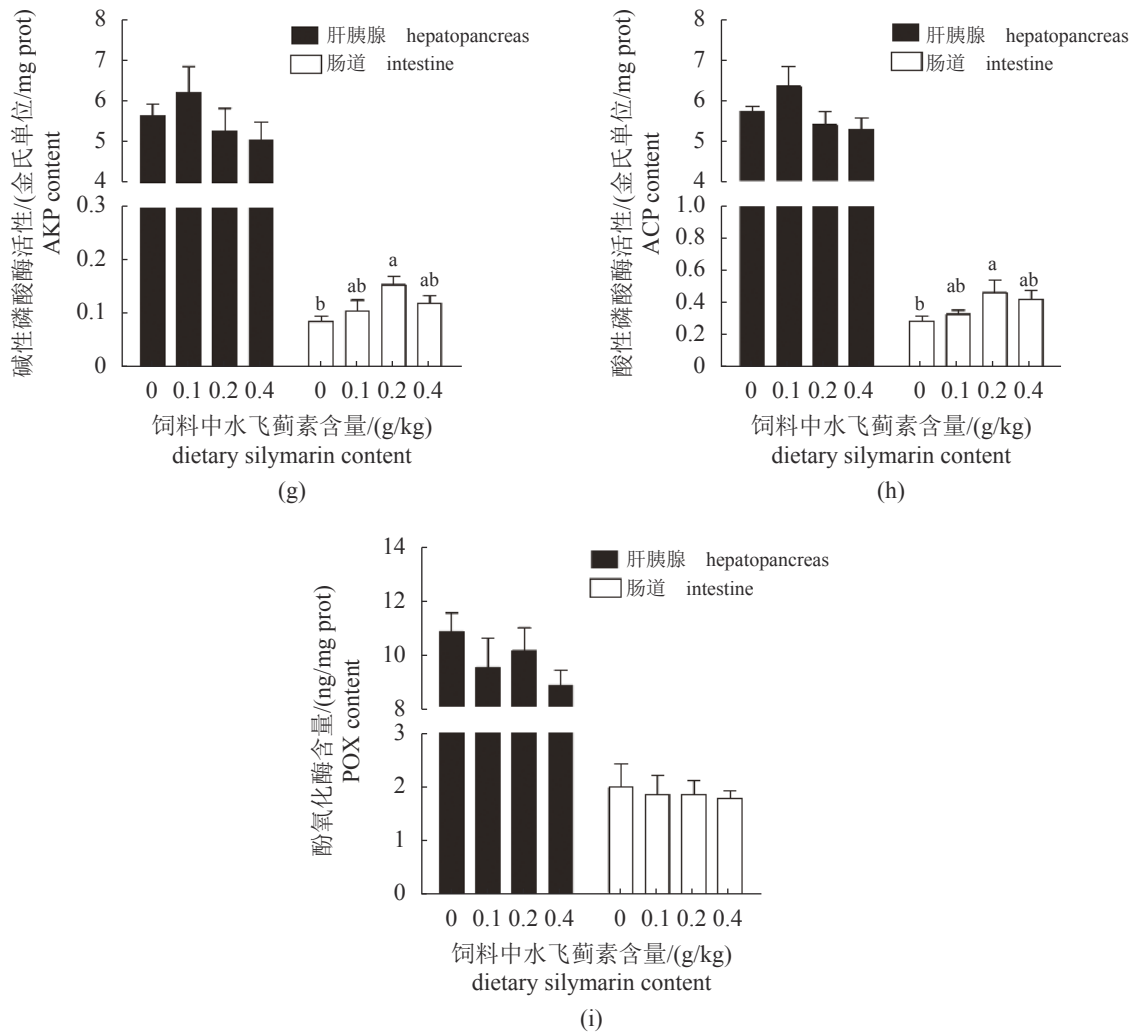 碱性磷酸酶活性/(金氏单位/mg prot)
AKP content
8
7
6
5
4
0.3
0.2
0.1
0
肝胰腺 hepatopancreas
肠道 intestine
b
ab
a
ab
0 0.1 0.2 0.4 0 0.1 0.2 0.4
饲料中水飞蓟素含量/(g/kg)
dietary silymarin content
(g)
酸性磷酸酶活性/(金氏单位/mg prot)
ACP content
8
7
6
5
4
1.0
0.8
0.6
0.4
0.2
0
肝胰腺 hepatopancreas
肠道 intestine
b
ab
a
ab
0 0.1 0.2 0.4 0 0.1 0.2 0.4
饲料中水飞蓟素含量/(g/kg)
dietary silymarin content
(h)
酚氧化酶含量/(ng/mg prot)
POX content
14
12
10
8
3
2
1
0
肝胰腺 hepatopancreas
肠道 intestine
0 0.1 0.2 0.4 0 0.1 0.2 0.4
饲料中水飞蓟素含量/(g/kg)
dietary silymarin content
(i)